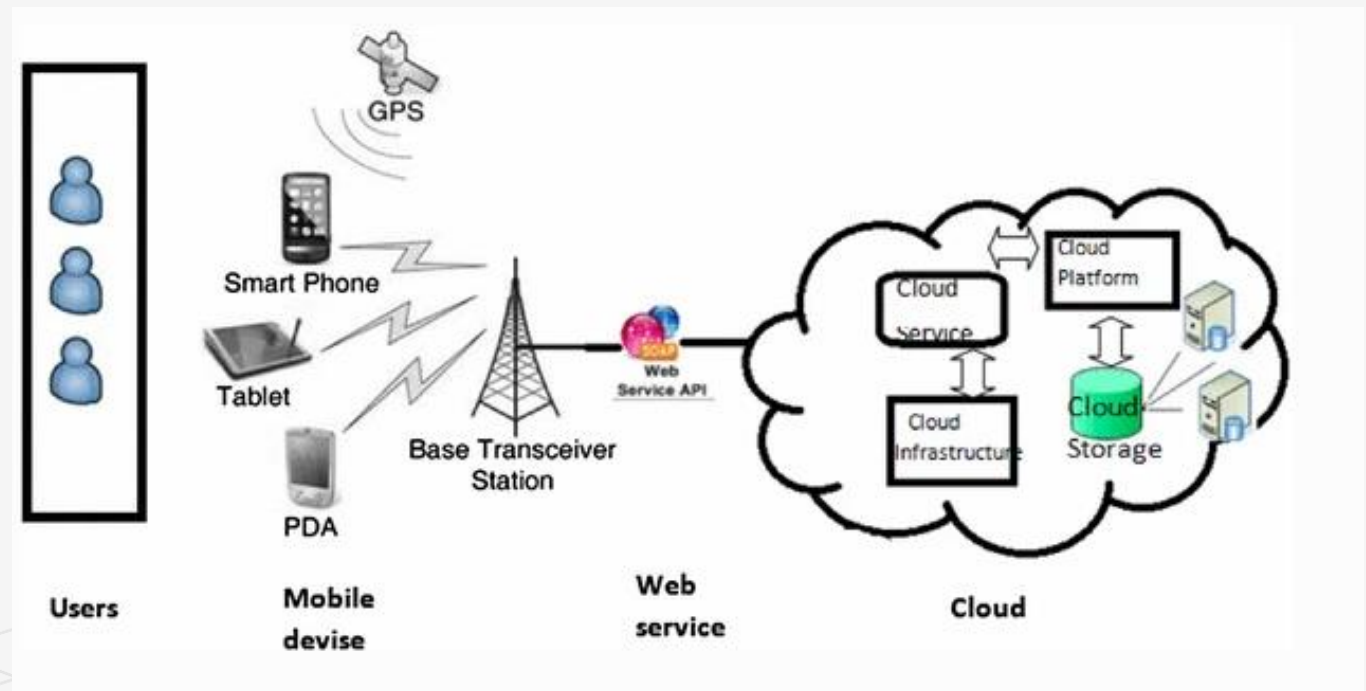 GPS
Smart Phone
Tablet
PDA
Base Transceiver
Station
SOAP
Web
Service API
Cloud
Service
Cloud
Platform
Cloud
Infrastructure
Cloud
Storage
Users
Mobile
devise
Web
service
Cloud